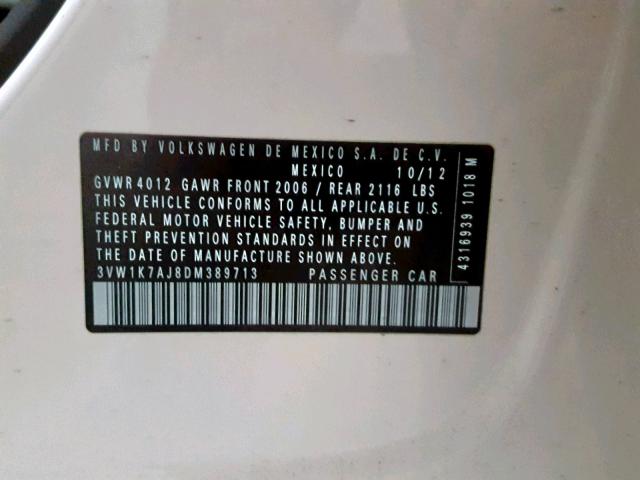 MFD BY VOLKSWAGEN DE MEXICO S.A. DE C.V.
MEXICO 10/12
GVWR 4012 GAWR FRONT 2006 / REAR 2116 LBS
THIS VEHICLE CONFORMS TO ALL APPLICABLE U.S.
FEDERAL MOTOR VEHICLE SAFETY, BUMPER AND
THEFT PREVENTION STANDARDS IN EFFECT ON
THE DATE OF MANUFACTURE SHOWN ABOVE.
3VW1K7AJ8DM389713 PASSENGER CAR
4316939 1018 M